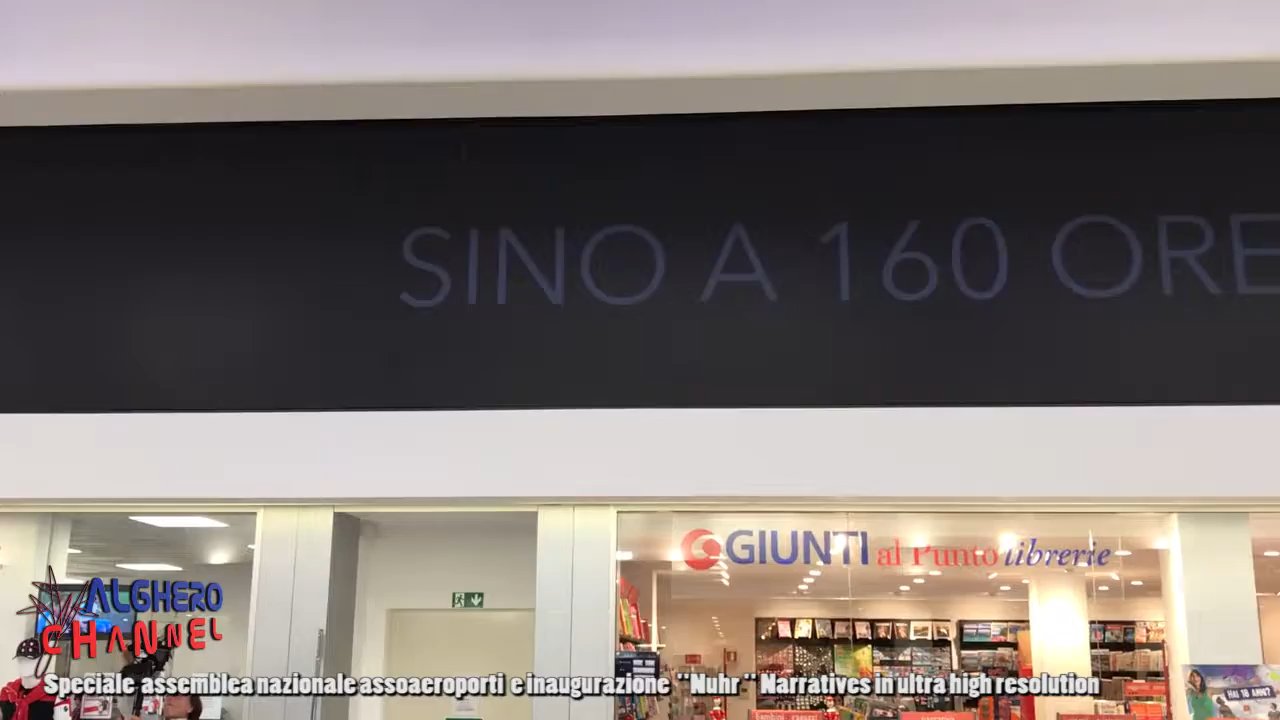 SINO A 160 ORE
GIUNTI al Punto librerie
ALGHERO
CHANNEL
HAI 18 ANNI?
Speciale assemblea nazionale assoaeroporti e inaugurazione "Nuhr" Narratives in ultra high resolution